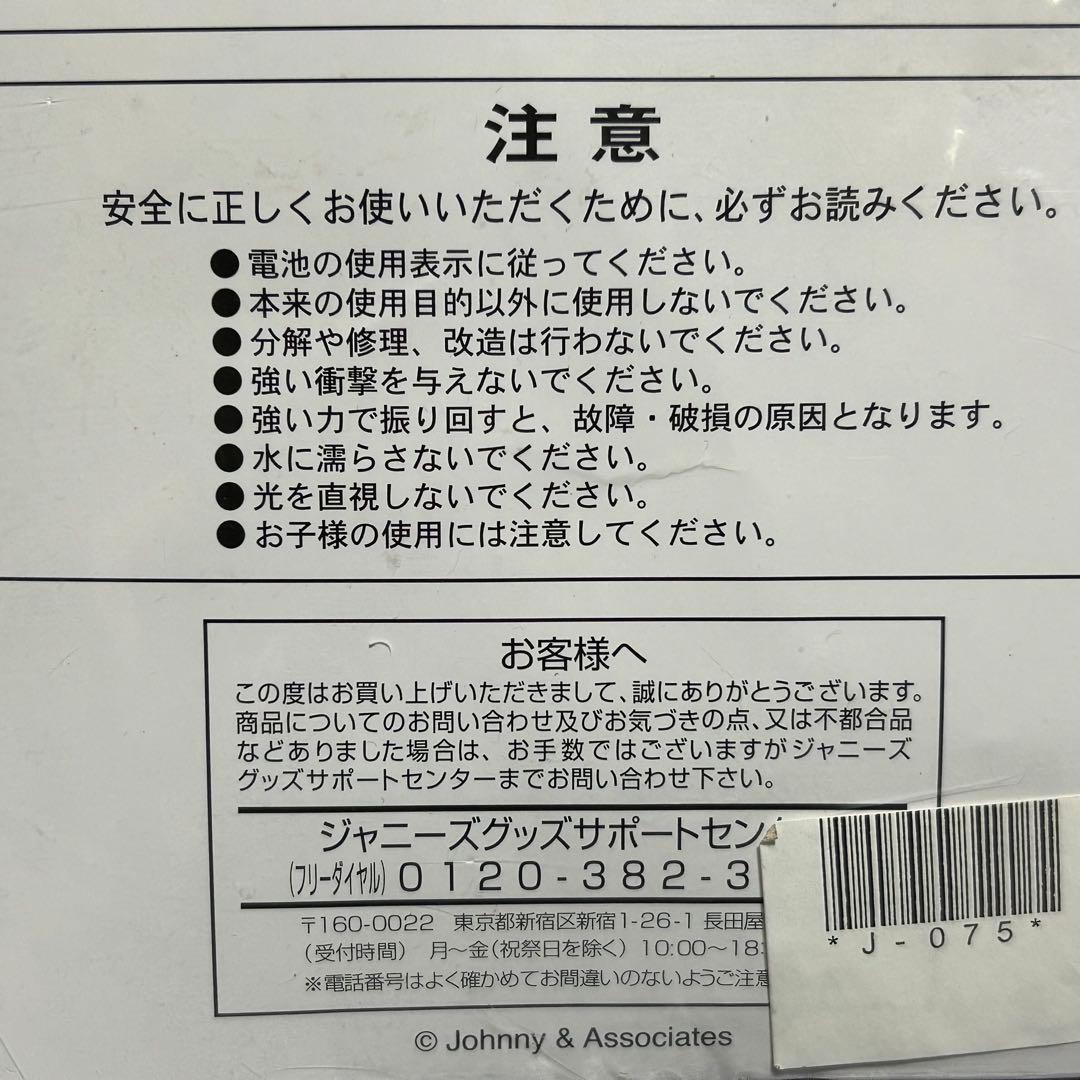 注意
安全に正しくお使いいただくために、必ずお読みください。
●電池の使用表示に従ってください。
●本来の使用目的以外に使用しないでください。
●分解や修理、改造は行わないでください。
●強い衝撃を与えないでください。
●強い力で振り回すと、故障・破損の原因となります。
●水に濡らさないでください。
●光を直視しないでください。
●お子様の使用には注意してください。
お客様へ
この度はお買い上げいただきまして、誠にありがとうございます。
商品についてのお問い合わせ及びお気づきの点、又は不都合品
などありました場合は、お手数ではございますがジャニーズ
グッズサポートセンターまでお問い合わせ下さい。
ジャニーズグッズサポートセン
(フリーダイヤル) 0120-382-3
〒160-0022 東京都新宿区新宿1-26-1 長田屋
(受付時間) 月〜金(祝祭日を除く) 10:00〜18:
※電話番号はよく確かめてお間違いのないようご注意
© Johnny & Associates
*J-075*